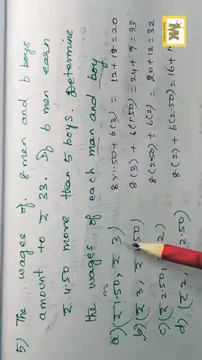 5) The wages of 8 men and 6 boys
amount to ₹ 33. If 6 men earn
₹ 4.50 more than 5 boys. Determine
the wages of each man and boy
a) (₹ 1.50, ₹ 3) 8×1.50+6(3) = 12+18=20
b) (₹ 3, ₹ .50) 8(3) + 6(1.50) = 24+9 = 33
c) (₹ 2.50, 2) 8(2.50) + 6(2) = 20+12 = 32
d) (₹ 2, 2.50) 8(2) + 6(2.50) = 16+